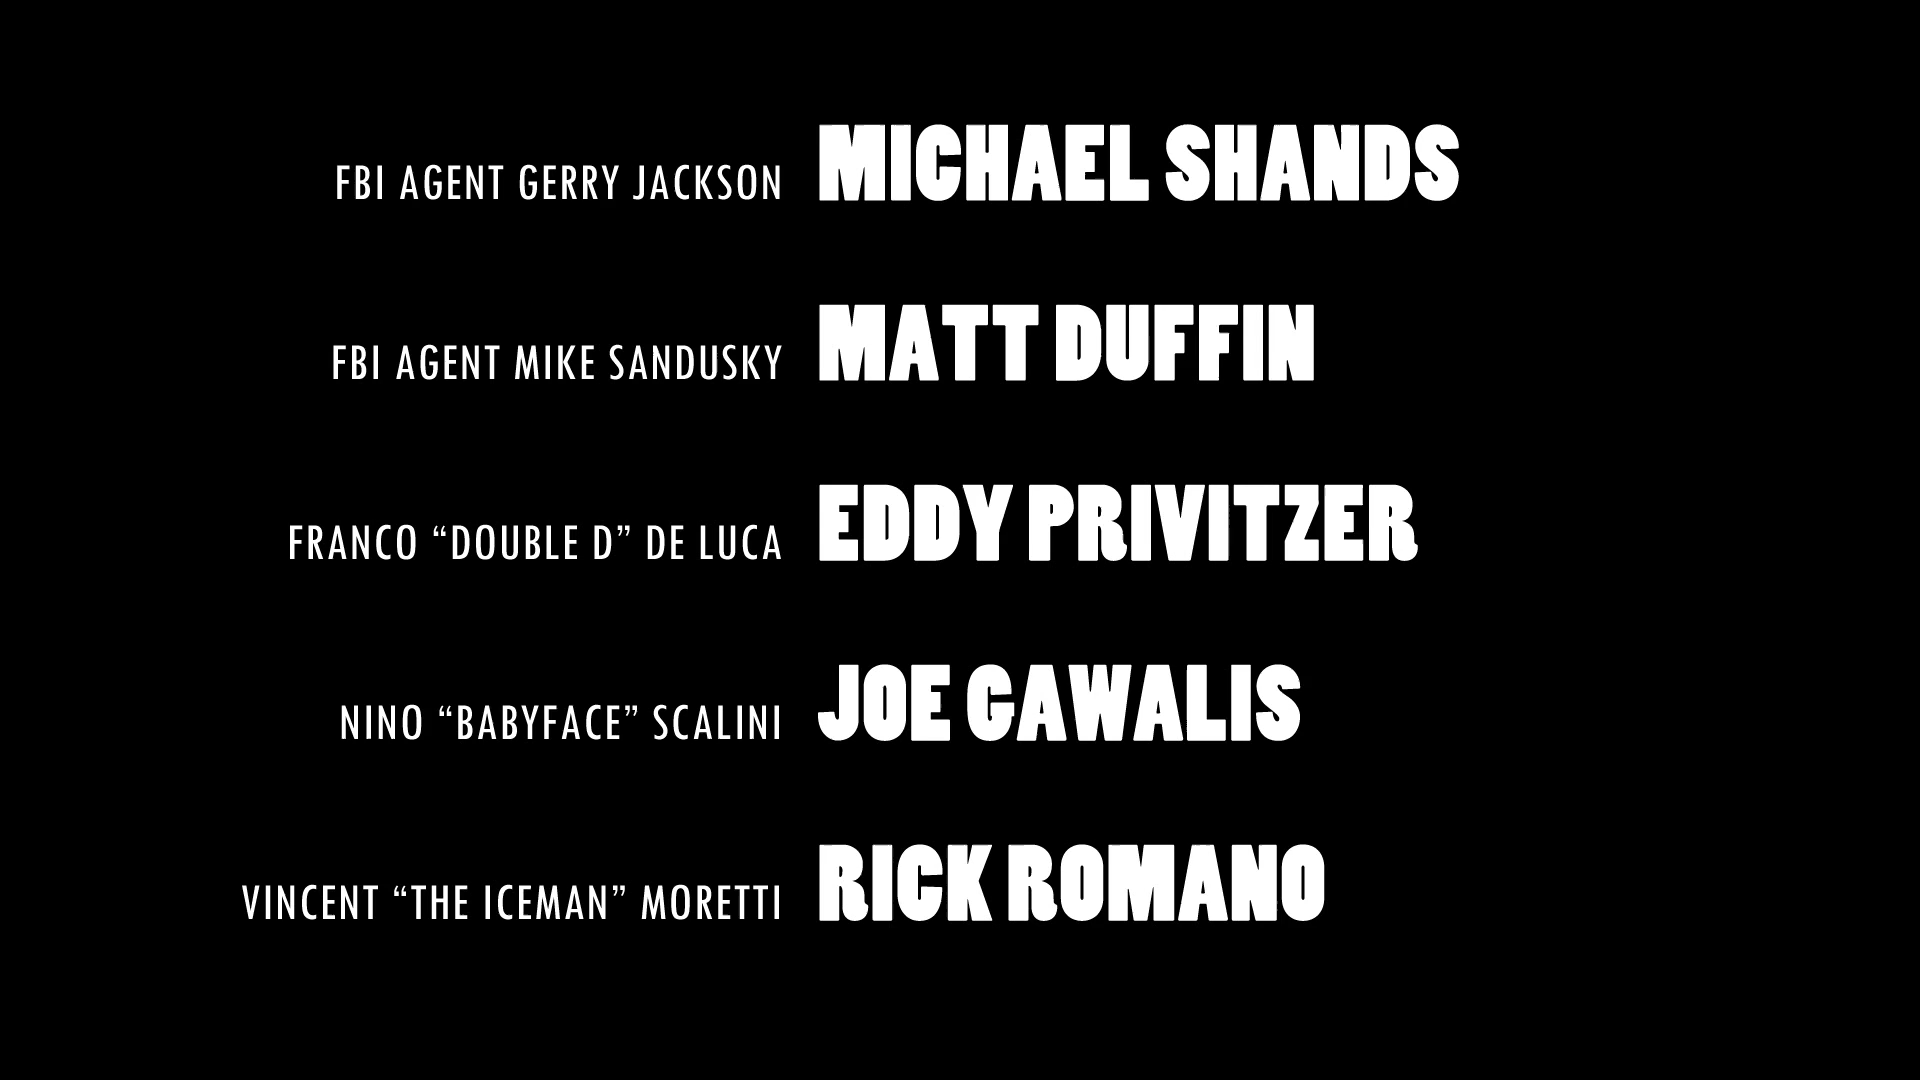 FBI AGENT GERRY JACKSON MICHAEL SHANDS
FBI AGENT MIKE SANDUSKY MATT DUFFIN
FRANCO “DOUBLE D” DE LUCA EDDY PRIVITZER
NINO “BABYFACE” SCALINI JOE GAWALIS
VINCENT “THE ICEMAN” MORETTI RICK ROMANO